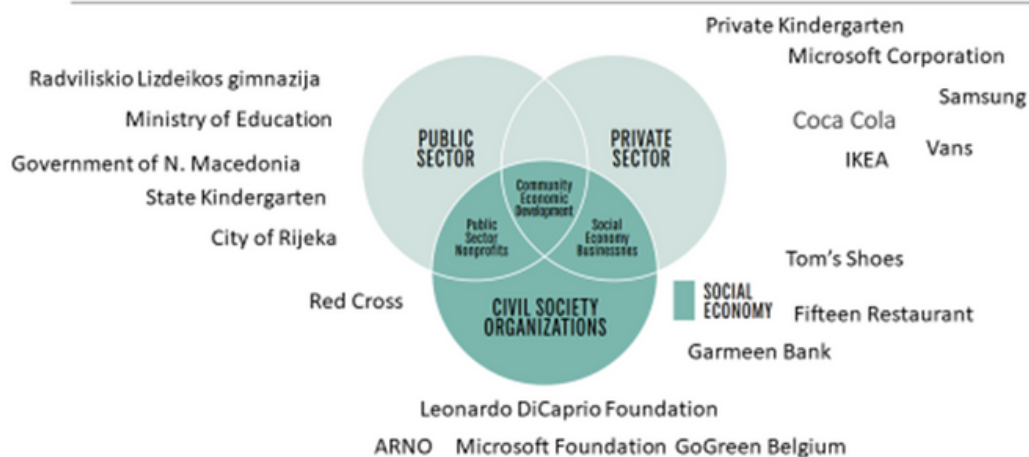 Private Kindergarten
Microsoft Corporation
Radviliskio Lizdeikos gimnazija
Samsung
Ministry of Education
Coca Cola
PUBLIC
SECTOR
PRIVATE
SECTOR
Vans
IKEA
Government of N. Macedonia
State Kindergarten
Community
Economic
Development
City of Rijeka
Public
Sector
Nonprofits
Social
Economy
Businesses
Tom's Shoes
Red Cross
CIVIL SOCIETY
ORGANIZATIONS
SOCIAL
ECONOMY
Fifteen Restaurant
Garmeen Bank
Leonardo DiCaprio Foundation
ARNO Microsoft Foundation GoGreen Belgium